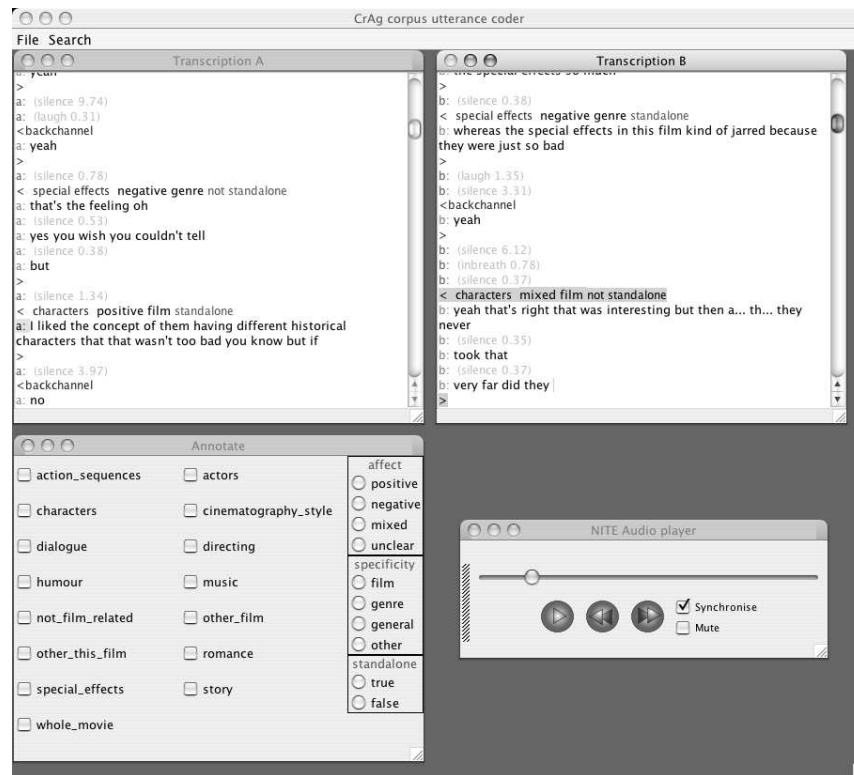 CrAg corpus utterance coder
File Search
Transcription A
a: yeah
>
a: (silence 9.74)
a: (laugh 0.31)
<backchannel
a: yeah
>
a: (silence 0.78)
< special effects negative genre not standalone
a: that's the feeling oh
a: (silence 0.53)
a: yes you wish you couldn't tell
a: (silence 0.38)
a: but
>
a: (silence 1.34)
< characters positive film standalone
a: I liked the concept of them having different historical
characters that that wasn't too bad you know but if
>
a: (silence 3.97)
<backchannel
a: no
Transcription B
b: the special effects so much
>
b: (silence 0.38)
< special effects negative genre standalone
b: whereas the special effects in this film kind of jarred because
they were just so bad
>
b: (laugh 1.35)
b: (silence 3.31)
<backchannel
b: yeah
>
b: (silence 6.12)
b: (inbreath 0.78)
b: (silence 0.37)
< characters mixed film not standalone
b: yeah that's right that was interesting but then a... th... they
never
b: (silence 0.35)
b: took that
b: (silence 0.37)
b: very far did they
>
Annotate
action_sequences
actors
characters
cinematography_style
dialogue
directing
humour
music
not_film_related
other_film
other_this_film
romance
special_effects
story
whole_movie
affect
positive
negative
mixed
unclear
specificity
film
genre
general
other
standalone
true
false
NITE Audio player
Synchronise
Mute